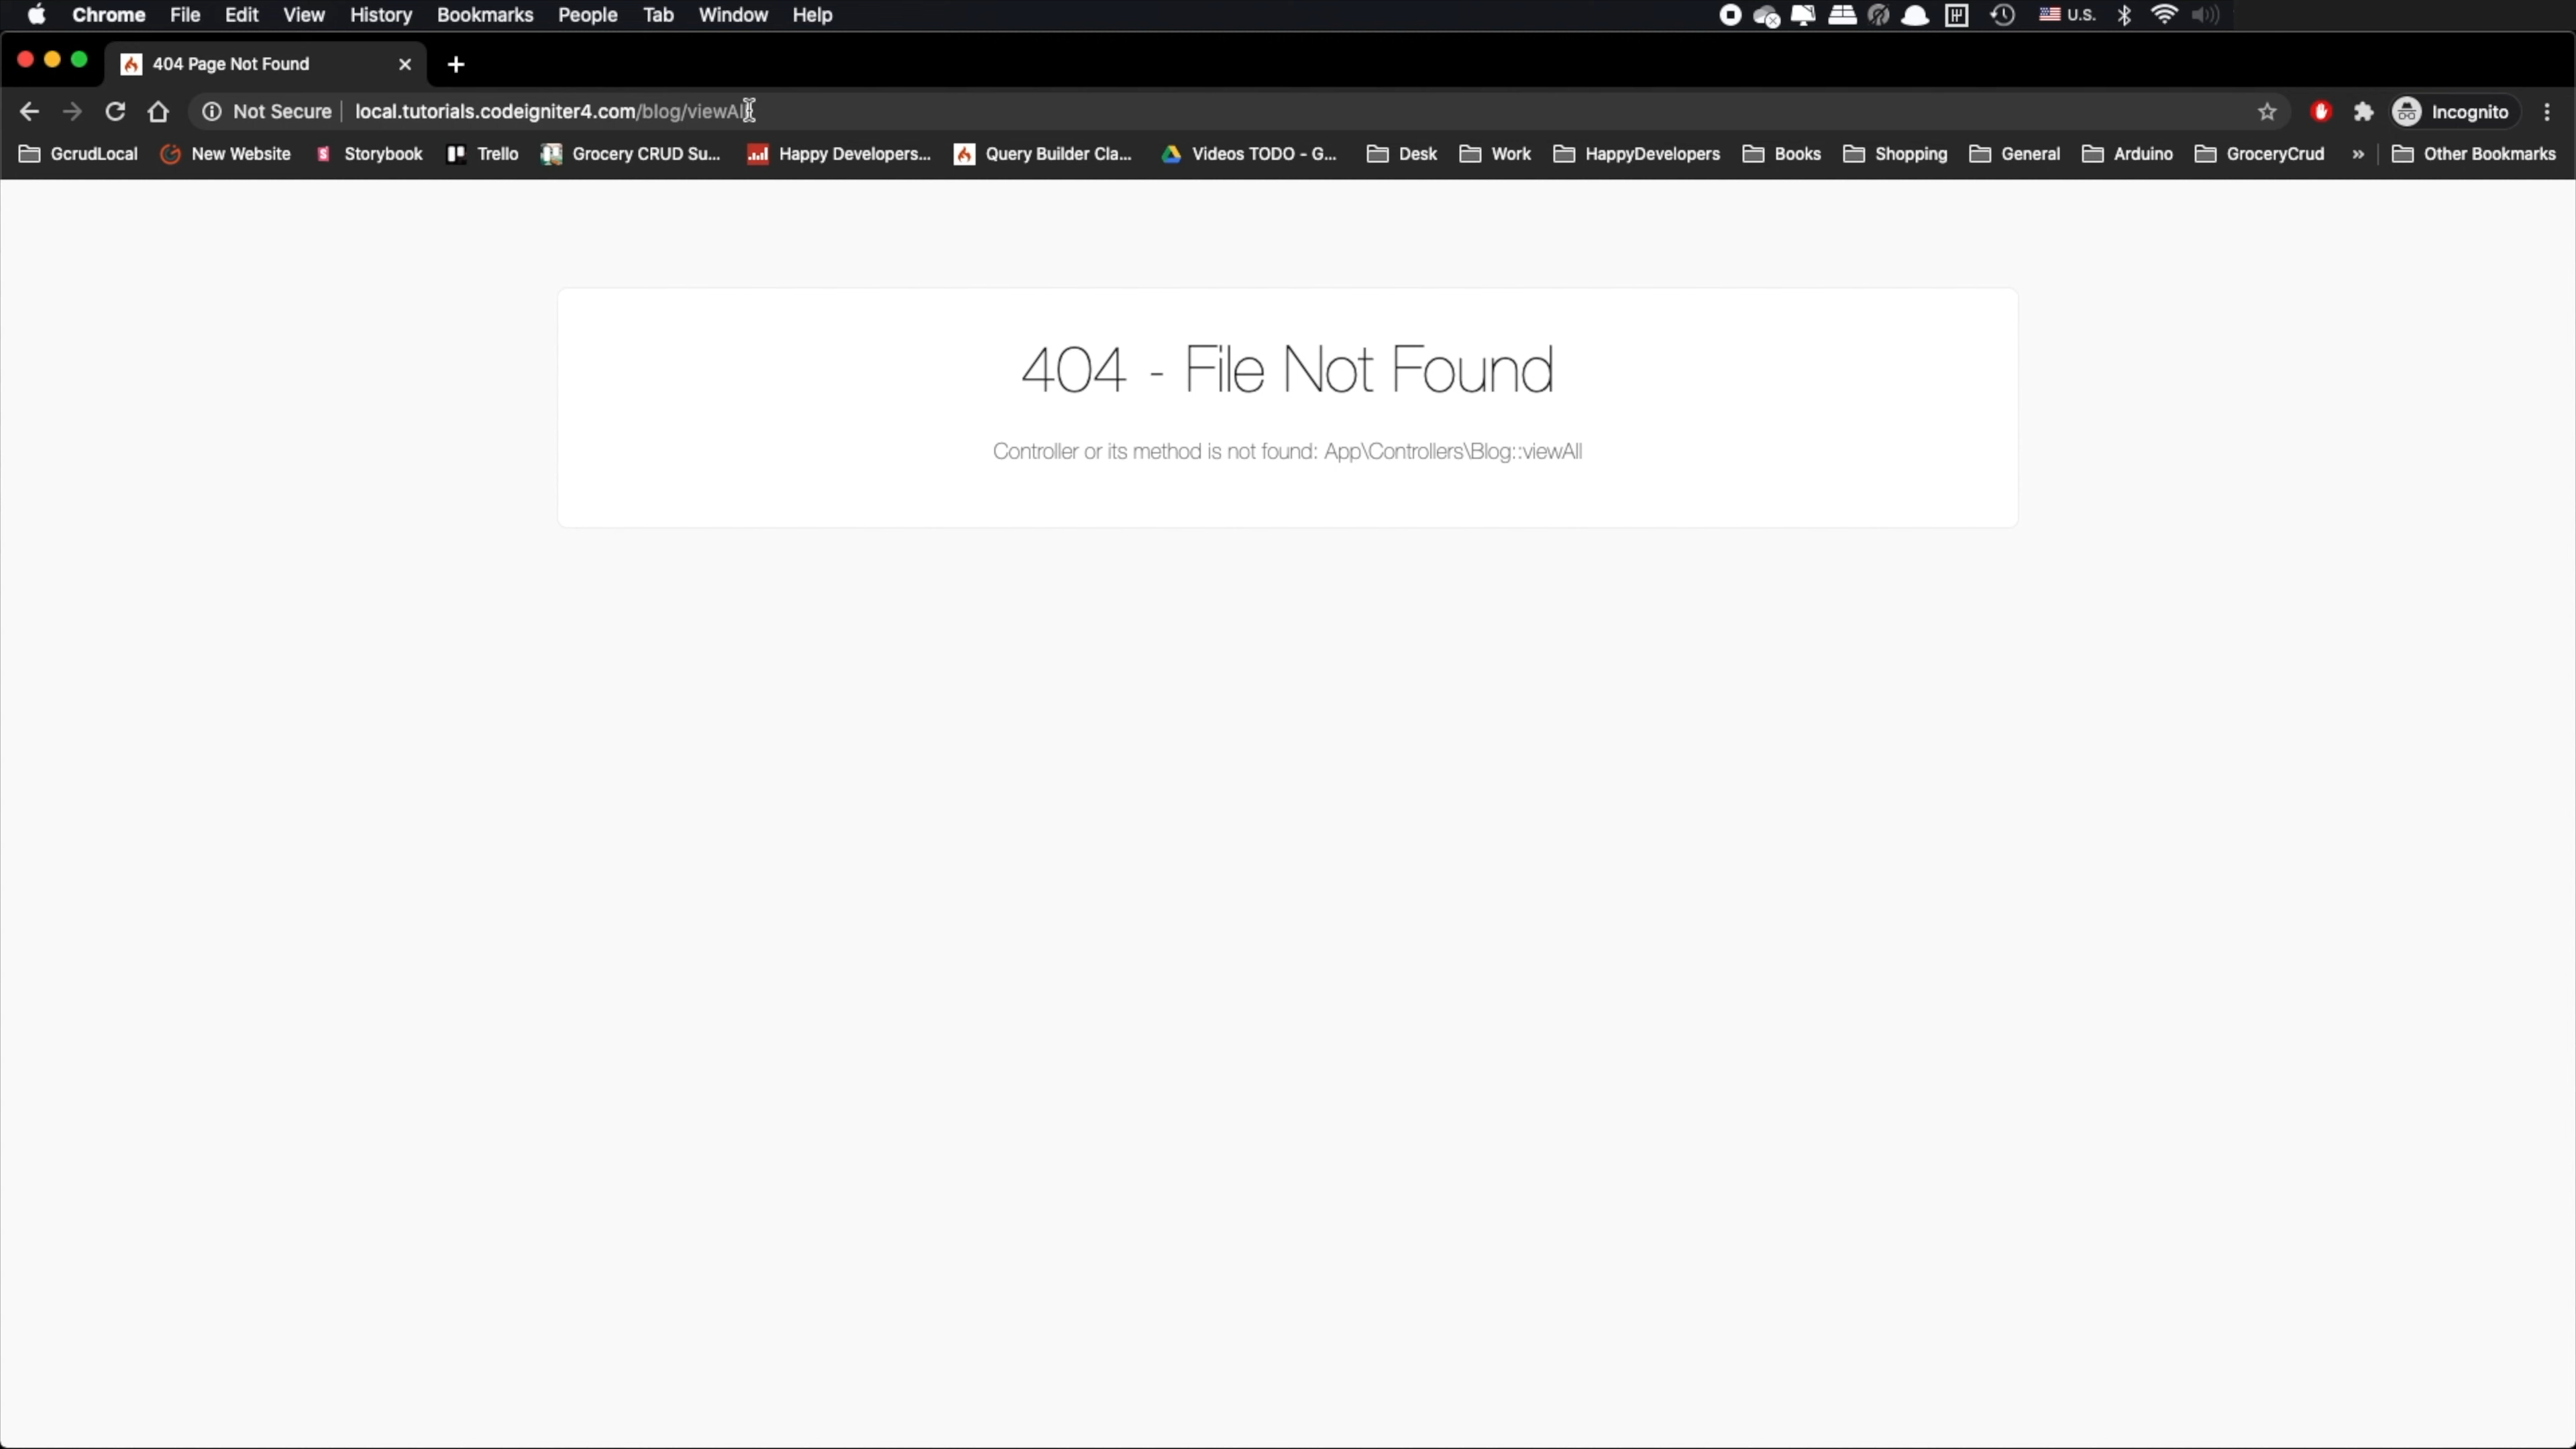 Chrome File Edit View History Bookmarks People Tab Window Help U.S.
404 Page Not Found
Not Secure local.tutorials.codeigniter4.com/blog/viewAll Incognito
GcrudLocal New Website Storybook Trello Grocery CRUD Su... Happy Developers... Query Builder Cla... Videos TODO - G... Desk Work HappyDevelopers Books Shopping General Arduino GroceryCrud » Other Bookmarks
404 - File Not Found
Controller or its method is not found: App\Controllers\Blog::viewAll